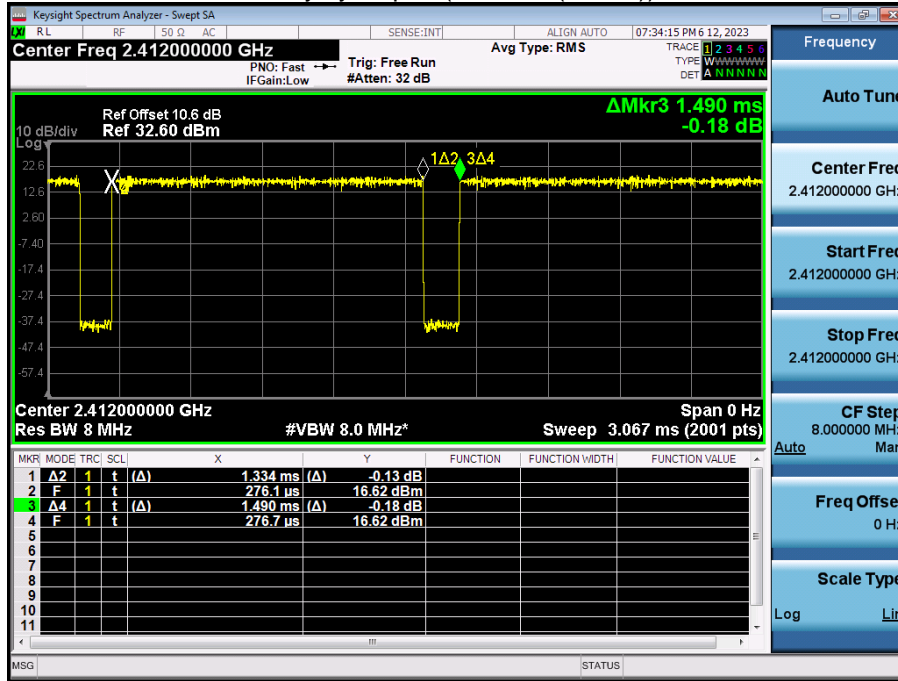 Keysight Spectrum Analyzer - Swept SA
RL RF 50 Ω AC SENSE:INT ALIGN AUTO 07:34:15 PM 6 12, 2023
Center Freq 2.412000000 GHz
PNO: Fast
IFGain:Low
Trig: Free Run
#Atten: 32 dB
Avg Type: RMS
TRACE 1 2 3 4 5 6
TYPE WWWWWW
DET A N N N N N
Ref Offset 10.6 dB
10 dB/div Ref 32.60 dBm
Log
ΔMkr3 1.490 ms
-0.18 dB
1Δ2 3Δ4
22.6
12.6
2.60
-7.40
-17.4
-27.4
-37.4
-47.4
-57.4
Center 2.412000000 GHz Span 0 Hz
Res BW 8 MHz #VBW 8.0 MHz* Sweep 3.067 ms (2001 pts)
MKR MODE TRC SCL X Y FUNCTION FUNCTION WIDTH FUNCTION VALUE
1 Δ2 1 t (Δ) 1.334 ms (Δ) -0.13 dB
2 F 1 t 276.1 µs 16.62 dBm
3 Δ4 1 t (Δ) 1.490 ms (Δ) -0.18 dB
4 F 1 t 276.7 µs 16.62 dBm
5
6
7
8
9
10
11
MSG STATUS
Frequency
Auto Tune
Center Freq
2.412000000 GHz
Start Freq
2.412000000 GHz
Stop Freq
2.412000000 GHz
CF Step
8.000000 MHz
Auto Man
Freq Offset
0 Hz
Scale Type
Log Lin